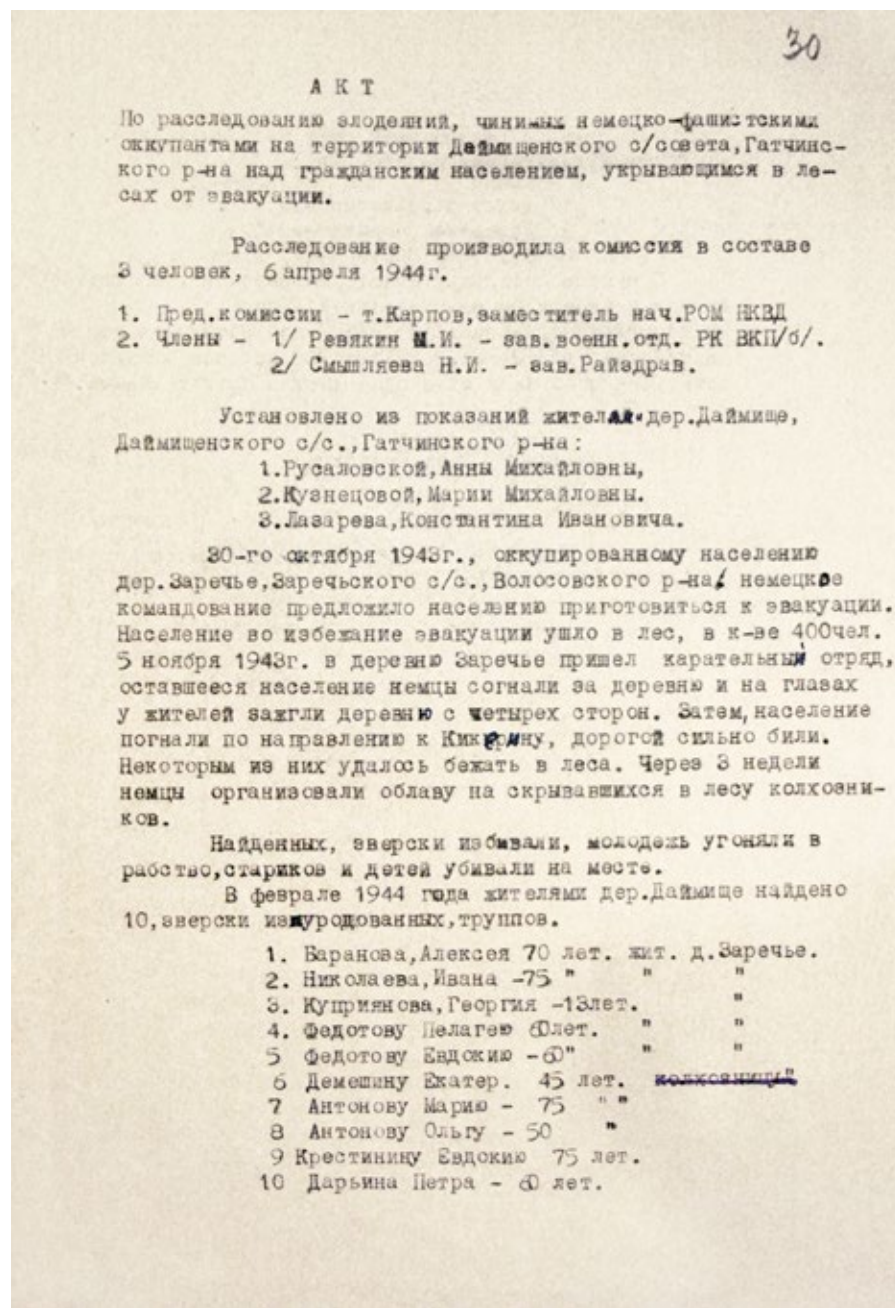 30
А К Т
По расследованию злодеяний, чинимых немецко-фашистскими
оккупантами на территории Даймищенского с/совета,Гатчинс-
кого р-на над гражданским населением, укрывающимся в ле-
сах от эвакуации.
Расследование производила комиссия в составе
3 человек, 6 апреля 1944г.
1. Пред.комиссии - т.Карпов,заместитель нач.РОМ НКВД
2. Члены - 1/ Ревякин М.И. - зав.военн.отд. РК ВКП/б/.
2/ Смышляева Н.И. - зав.Райздрав.
Установлено из показаний жителей дер.Даймище,
Даймищенского с/с.,Гатчинского р-на:
1.Русаловской,Анны Михайловны,
2.Кузнецовой,Марии Михайловны.
3.Лазарева,Константина Ивановича.
30-го октября 1943г., оккупированному населению
дер.Заречье,Заречьского с/с.,Волосовского р-на, немецкое
командование предложило населению приготовиться к эвакуации.
Население во избежание эвакуации ушло в лес, в к-ве 400чел.
5 ноября 1943г. в деревню Заречье пришел карательный отряд,
оставшееся население немцы согнали за деревню и на глазах
у жителей зажгли деревню с четырех сторон. Затем,население
погнали по направлению к Кикерину, дорогой сильно били.
Некоторым из них удалось бежать в леса. Через 3 недели
немцы организовали облаву на скрывавшихся в лесу колхозни-
ков.
Найденных, зверски избивали, молодежь угоняли в
рабство,стариков и детей убивали на месте.
В феврале 1944 года жителями дер.Даймище найдено
10,зверски изуродованных,труппов.
1. Баранова,Алексея 70 лет. жит. д.Заречье.
2. Николаева,Ивана -75 " " "
3. Куприянова,Георгия -13лет. "
4. Федотову Пелагею 60лет. " "
5 Федотову Евдокию -60" " "
6 Демешину Екатер. 45 лет. колхозницу"
7 Антонову Марию - 75 " "
8 Антонову Ольгу - 50 "
9 Крестинину Евдокию 75 лет.
10 Дарьина Петра - 60 лет.